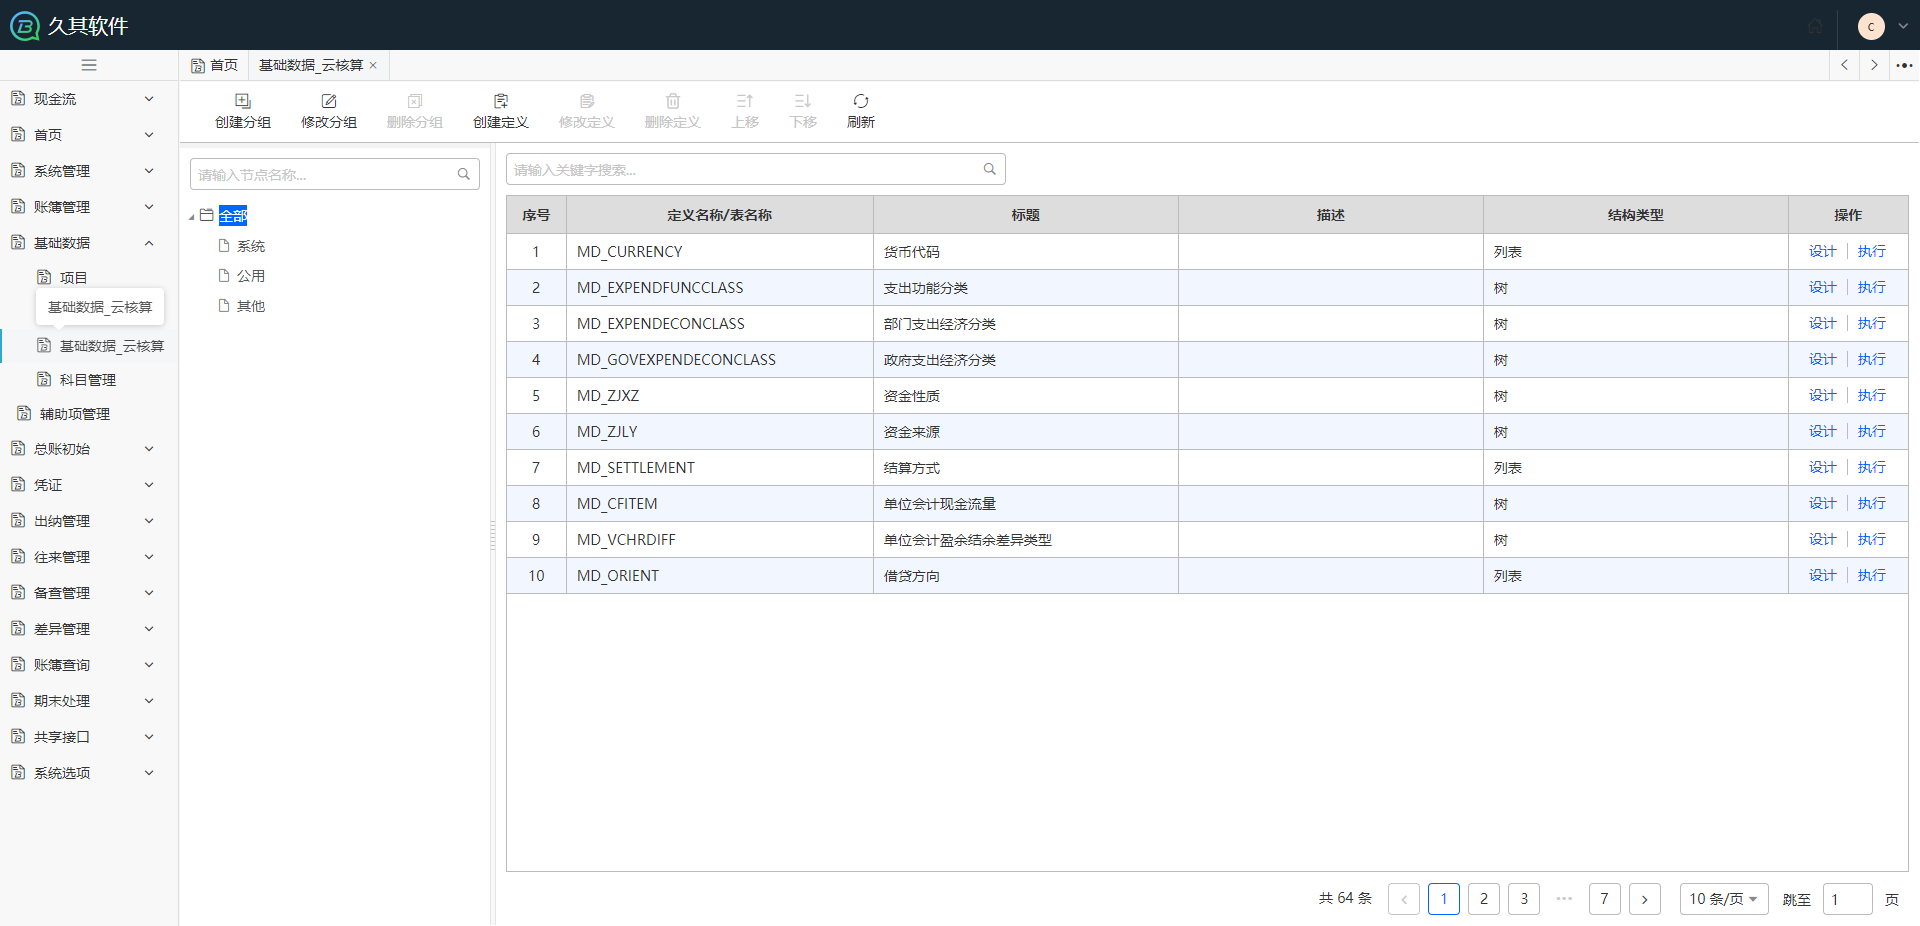 久其软件
C
首页
基础数据_云核算
创建分组
修改分组
删除分组
创建定义
修改定义
删除定义
上移
下移
刷新
现金流
首页
系统管理
账簿管理
基础数据
项目
基础数据_云核算
基础数据_云核算
科目管理
辅助项管理
总账初始
凭证
出纳管理
往来管理
备查管理
差异管理
账簿查询
期末处理
共享接口
系统选项
请输入节点名称...
全部
系统
公用
其他
请输入关键字搜索...
序号 定义名称/表名称 标题 描述 结构类型 操作
1 MD_CURRENCY 货币代码 列表 设计 执行
2 MD_EXPENDFUNCCLASS 支出功能分类 树 设计 执行
3 MD_EXPENDECONCLASS 部门支出经济分类 树 设计 执行
4 MD_GOVEXPENDECONCLASS 政府支出经济分类 树 设计 执行
5 MD_ZJXZ 资金性质 树 设计 执行
6 MD_ZJLY 资金来源 树 设计 执行
7 MD_SETTLEMENT 结算方式 列表 设计 执行
8 MD_CFITEM 单位会计现金流量 树 设计 执行
9 MD_VCHRDIFF 单位会计盈余结余差异类型 树 设计 执行
10 MD_ORIENT 借贷方向 列表 设计 执行
共 64 条 1 2 3 ••• 7 10 条/页 跳至 1 页